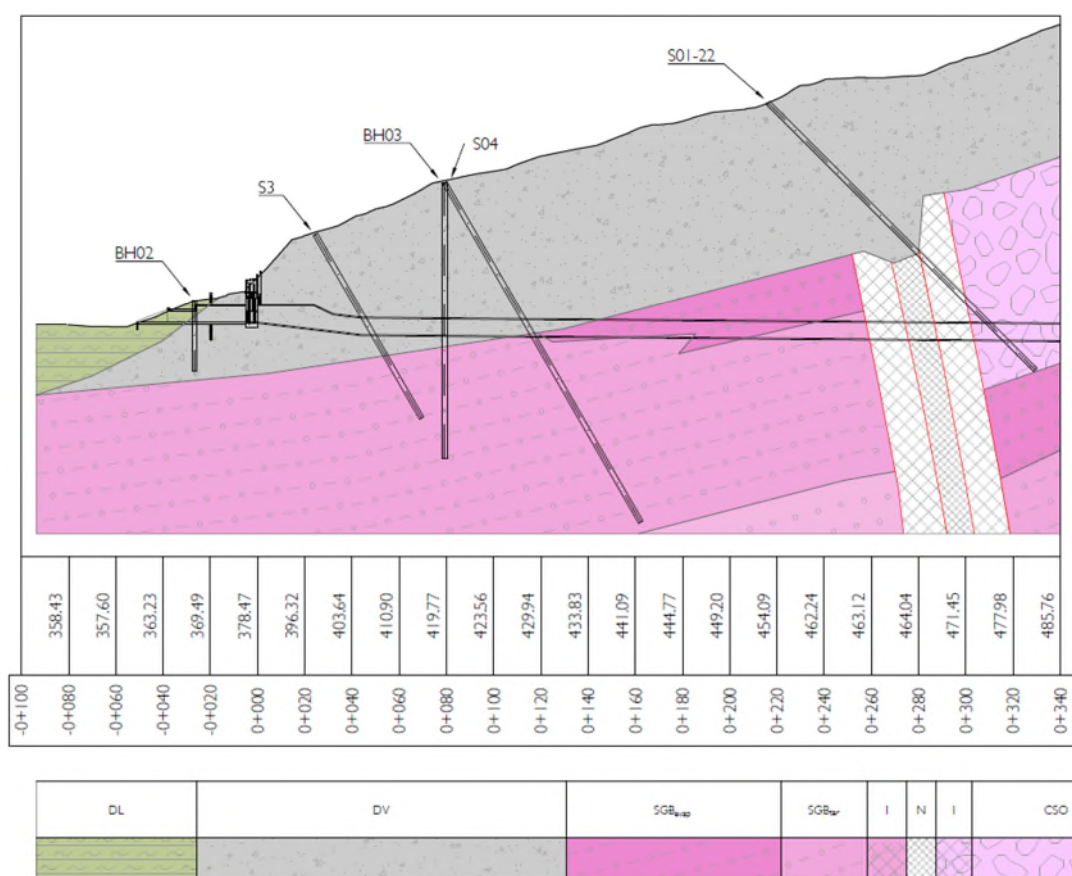 S01-22
BH03
S04
S3
BH02
358.43 357.60 363.23 369.49 378.47 396.32 403.64 410.90 419.77 423.56 429.94 433.83 441.09 444.77 449.20 454.09 462.24 463.12 464.04 471.45 477.98 485.76
-0+100 -0+080 -0+060 -0+040 -0+020 0+000 0+020 0+040 0+060 0+080 0+100 0+120 0+140 0+160 0+180 0+200 0+220 0+240 0+260 0+280 0+300 0+320 0+340
DL DV SGBevap SGBter I N I CSO